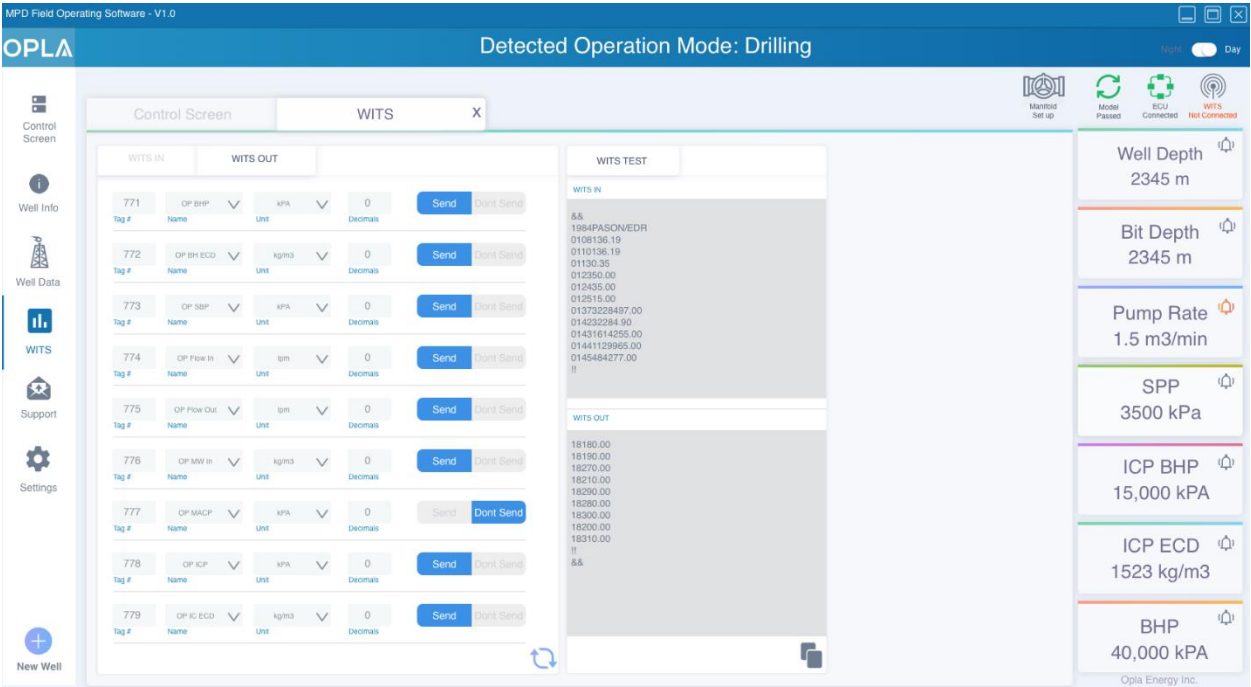 MPD Field Operating Software - V1.0
OPLA
Detected Operation Mode: Drilling
Night Day
Control Screen
Well Info
Well Data
WITS
Support
Settings
New Well
Control Screen WITS X
Manifold
Set up
Model
Passed
ECU
Connected
WITS
Not Connected
WITS IN WITS OUT
771 OP BHP kPA 0 Send Dont Send
Tag # Name Unit Decimals
772 OP BH ECD kgm3 0 Send Dont Send
Tag # Name Unit Decimals
773 OP SBP kPA 0 Send Dont Send
Tag # Name Unit Decimals
774 OP Flow In lpm 0 Send Dont Send
Tag # Name Unit Decimals
775 OP Flow Out lpm 0 Send Dont Send
Tag # Name Unit Decimals
776 OP MW In kgm3 0 Send Dont Send
Tag # Name Unit Decimals
777 OP MACP kPA 0 Send Dont Send
Tag # Name Unit Decimals
778 OP ICP kPA 0 Send Dont Send
Tag # Name Unit Decimals
779 OP IC ECD kgm3 0 Send Dont Send
Tag # Name Unit Decimals
WITS TEST
WITS IN
&&
1984PASON/EDR
0108136.19
0110136.19
01130.35
012350.00
012435.00
012515.00
01373228497.00
014232284.90
01431614255.00
01441129965.00
0145484277.00
!!
WITS OUT
18180.00
18190.00
18270.00
18210.00
18290.00
18280.00
18300.00
18200.00
18310.00
!!
&&
Well Depth
2345 m
Bit Depth
2345 m
Pump Rate
1.5 m3/min
SPP
3500 kPa
ICP BHP
15,000 kPA
ICP ECD
1523 kg/m3
BHP
40,000 kPA
Opla Energy Inc.